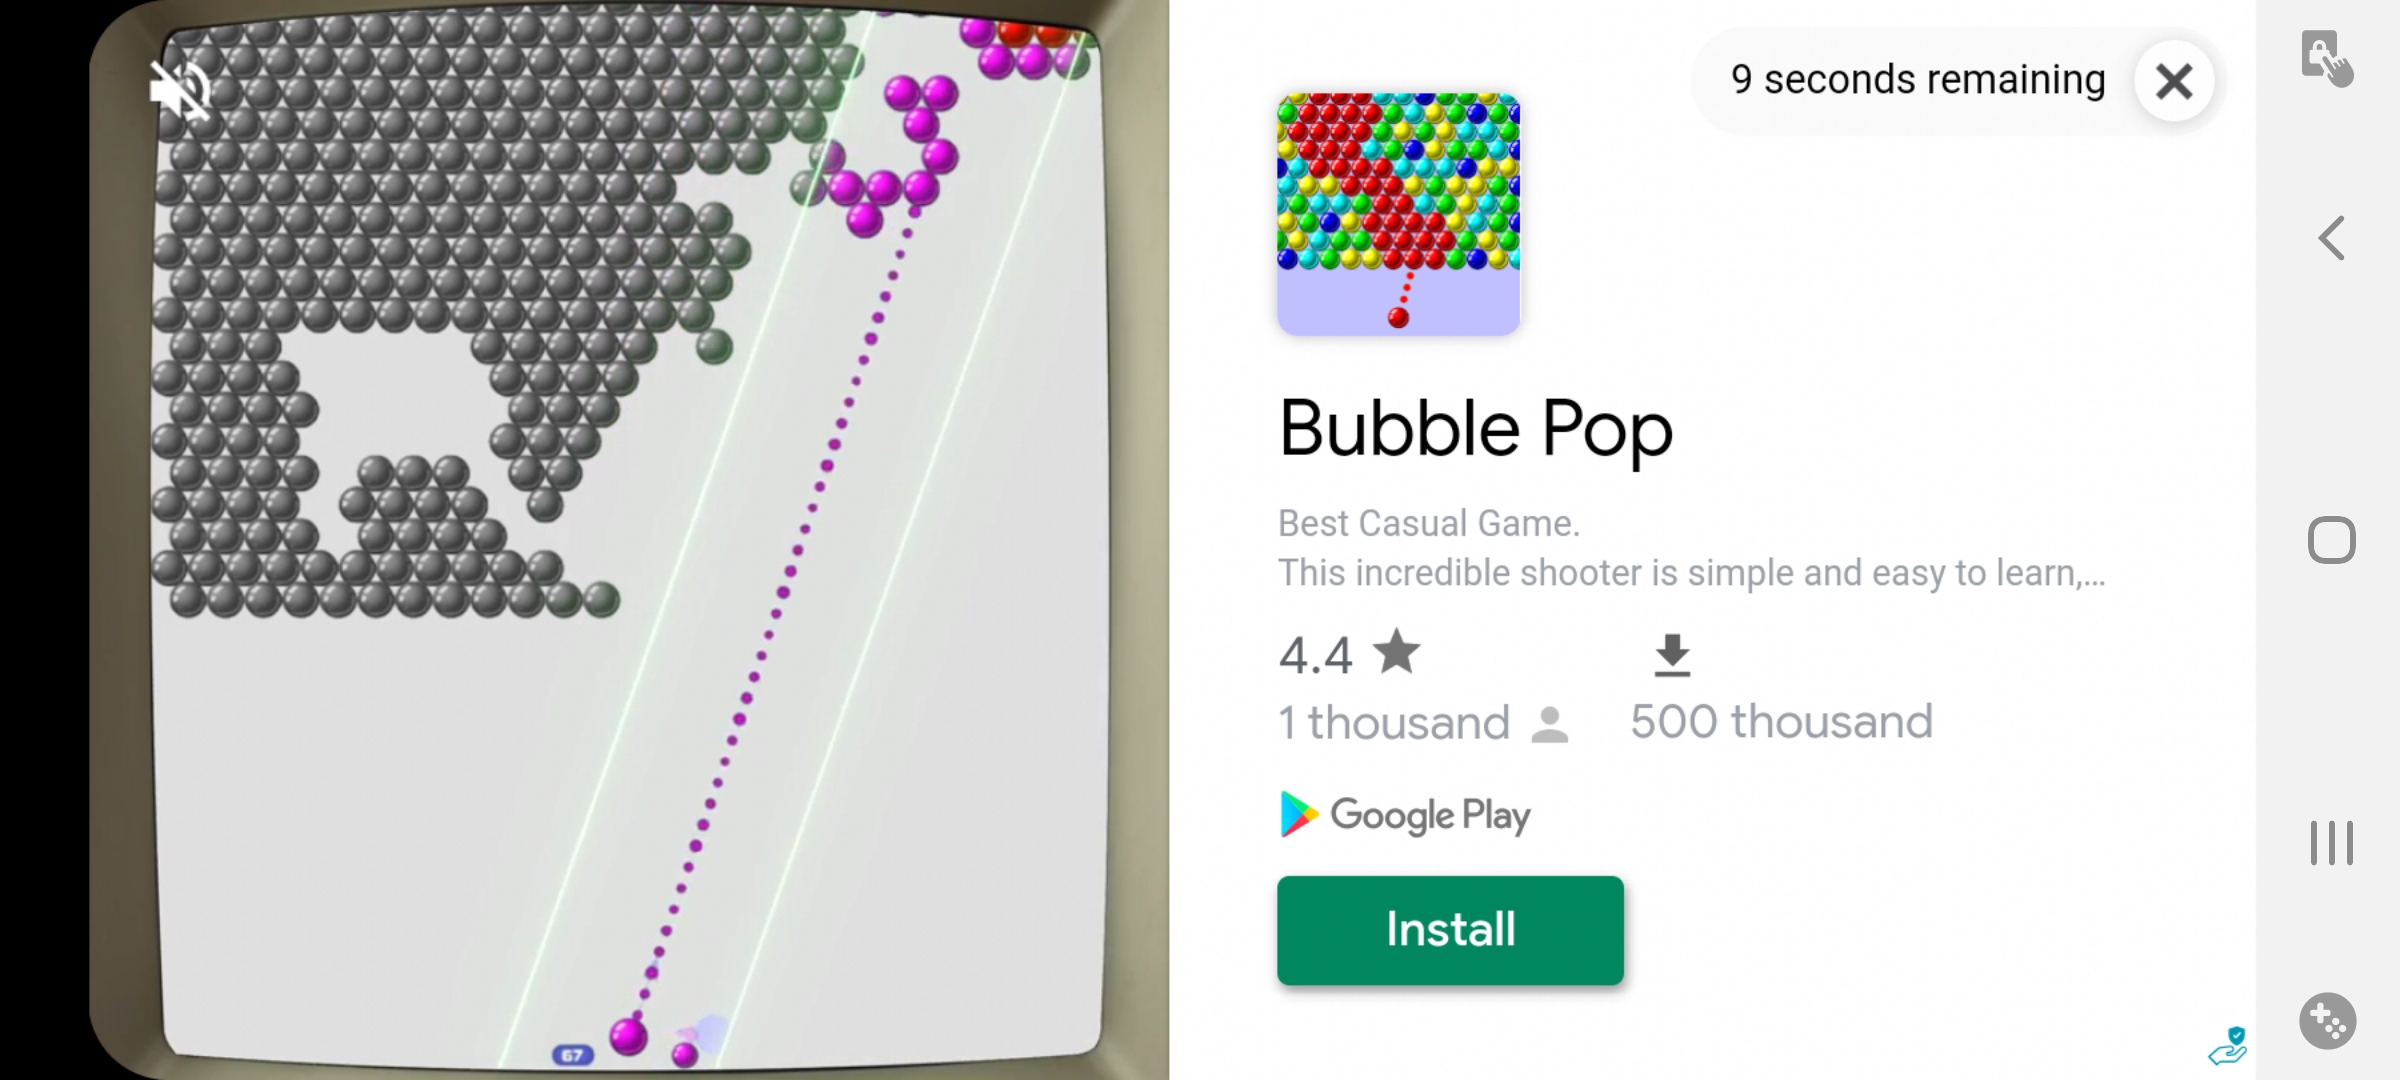 9 seconds remaining
Bubble Pop
Best Casual Game.
This incredible shooter is simple and easy to learn,...
4.4
1 thousand
500 thousand
Google Play
Install
67